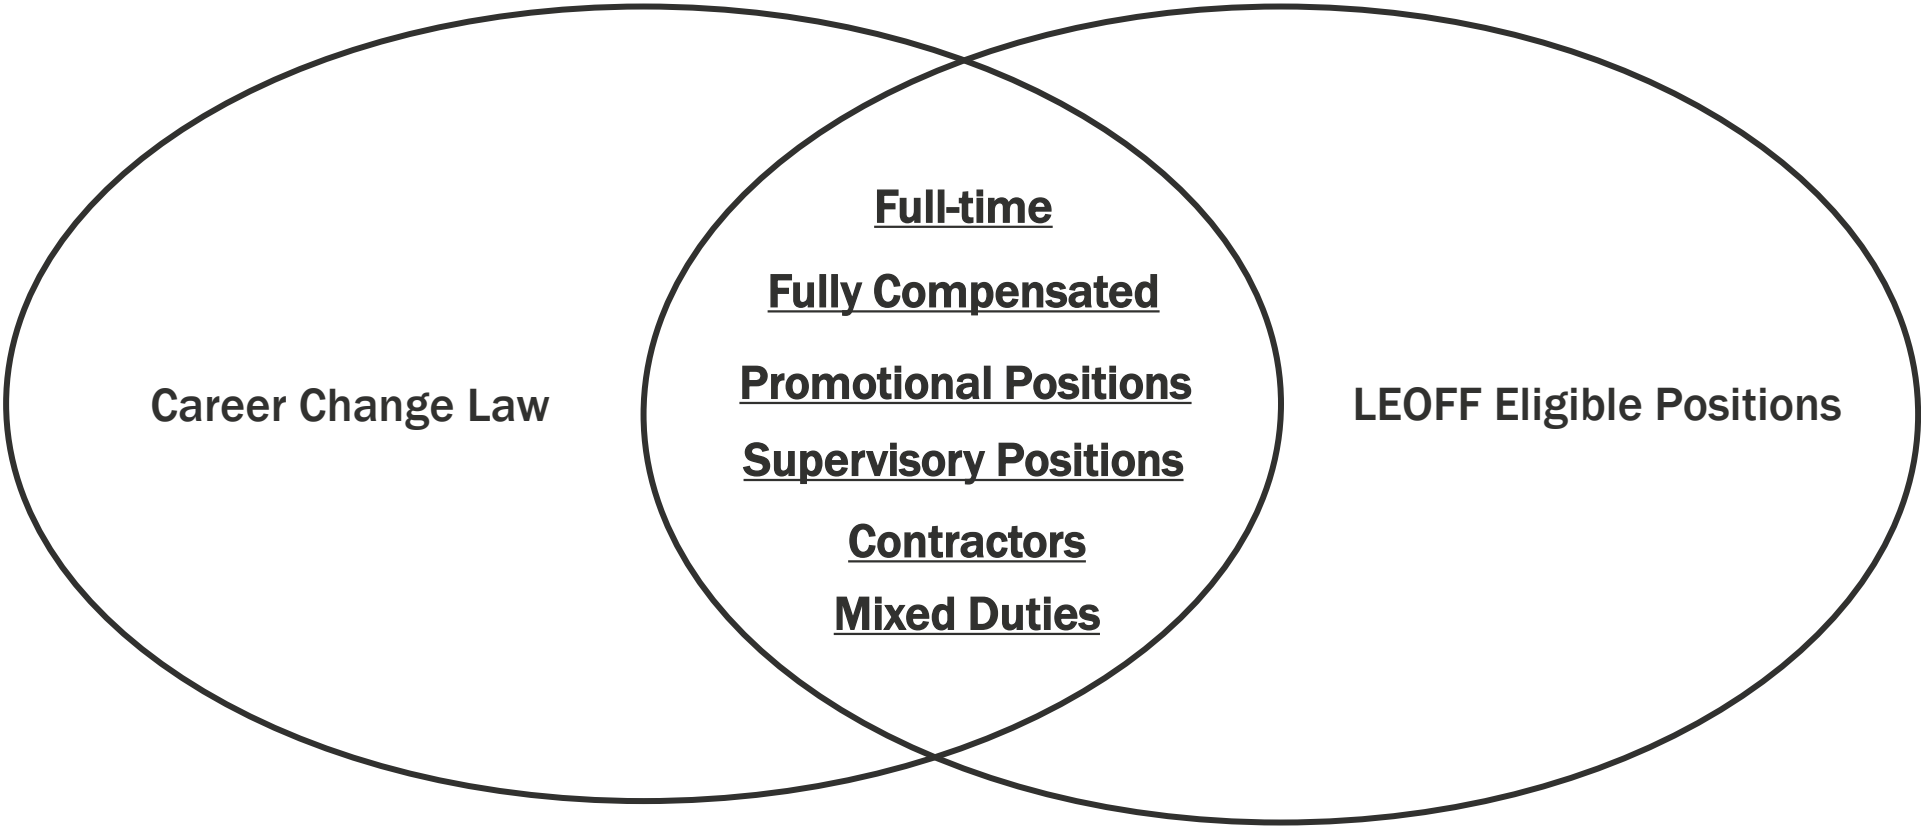 Full-time
Fully Compensated
Promotional Positions
Career Change Law
LEOFF Eligible Positions
Supervisory Positions
Contractors
Mixed Duties